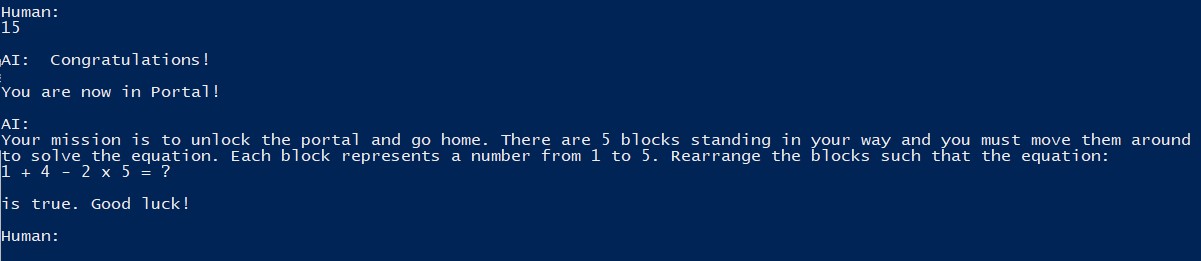 Human:
15
AI:  Congratulations!
You are now in Portal!
AI:
Your mission is to unlock the portal and go home. There are 5 blocks standing in your way and you must move them around
to solve the equation. Each block represents a number from 1 to 5. Rearrange the blocks such that the equation:
1 + 4 - 2 x 5 = ?
is true. Good luck!
Human: